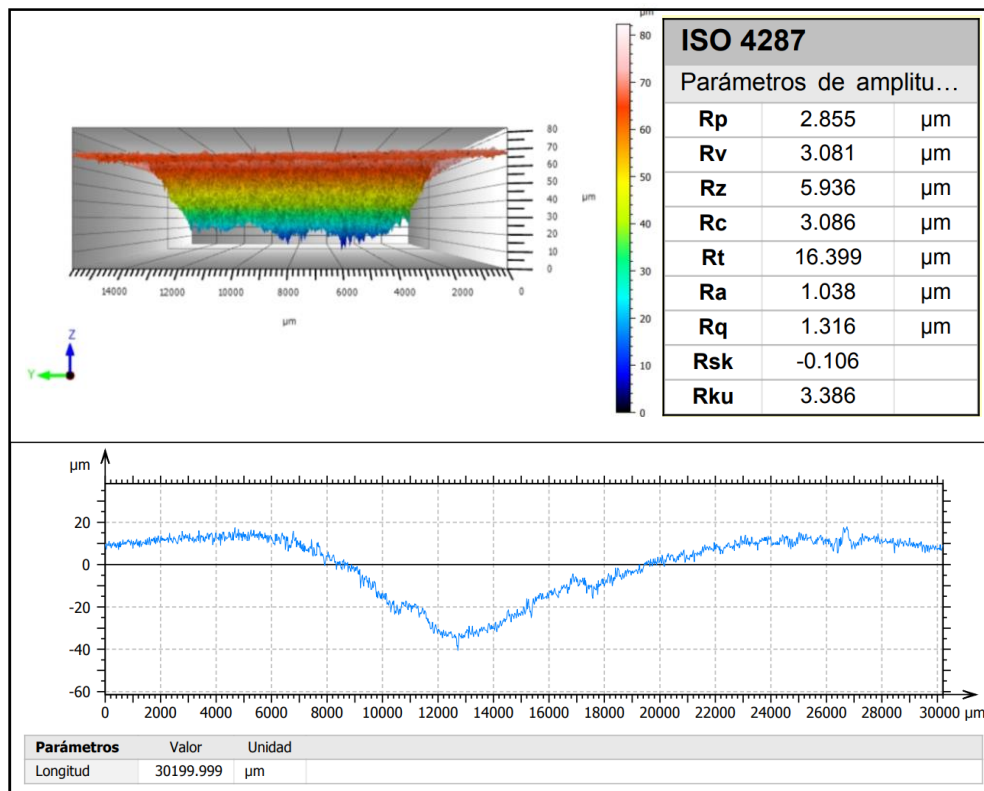 µm
80
70
60
50
40
30
20
10
0
80
70
60
50
40
30
20
10
0
µm
14000 12000 10000 8000 6000 4000 2000 0
µm
Z
Y
ISO 4287
Parámetros de amplitu…
Rp 2.855 µm
Rv 3.081 µm
Rz 5.936 µm
Rc 3.086 µm
Rt 16.399 µm
Ra 1.038 µm
Rq 1.316 µm
Rsk -0.106
Rku 3.386
µm
20
0
-20
-40
-60
0 2000 4000 6000 8000 10000 12000 14000 16000 18000 20000 22000 24000 26000 28000 30000 µm
Parámetros Valor Unidad
Longitud 30199.999 µm